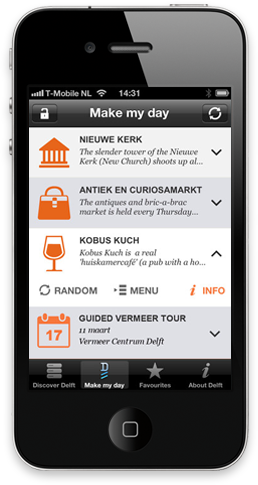 T-Mobile NL 14:31
Make my day
NIEUWE KERK
The slender tower of the Nieuwe
Kerk (New Church) shoots up al...
ANTIEK EN CURIOSAMARKT
The antiques and bric-a-brac
market is held every Thursday...
KOBUS KUCH
Kobus Kuch is a real
'huiskamercafé' (a pub with a ho...
RANDOM MENU i INFO
GUIDED VERMEER TOUR
17
11 maart
Vermeer Centrum Delft
Discover Delft Make my day Favourites About Delft